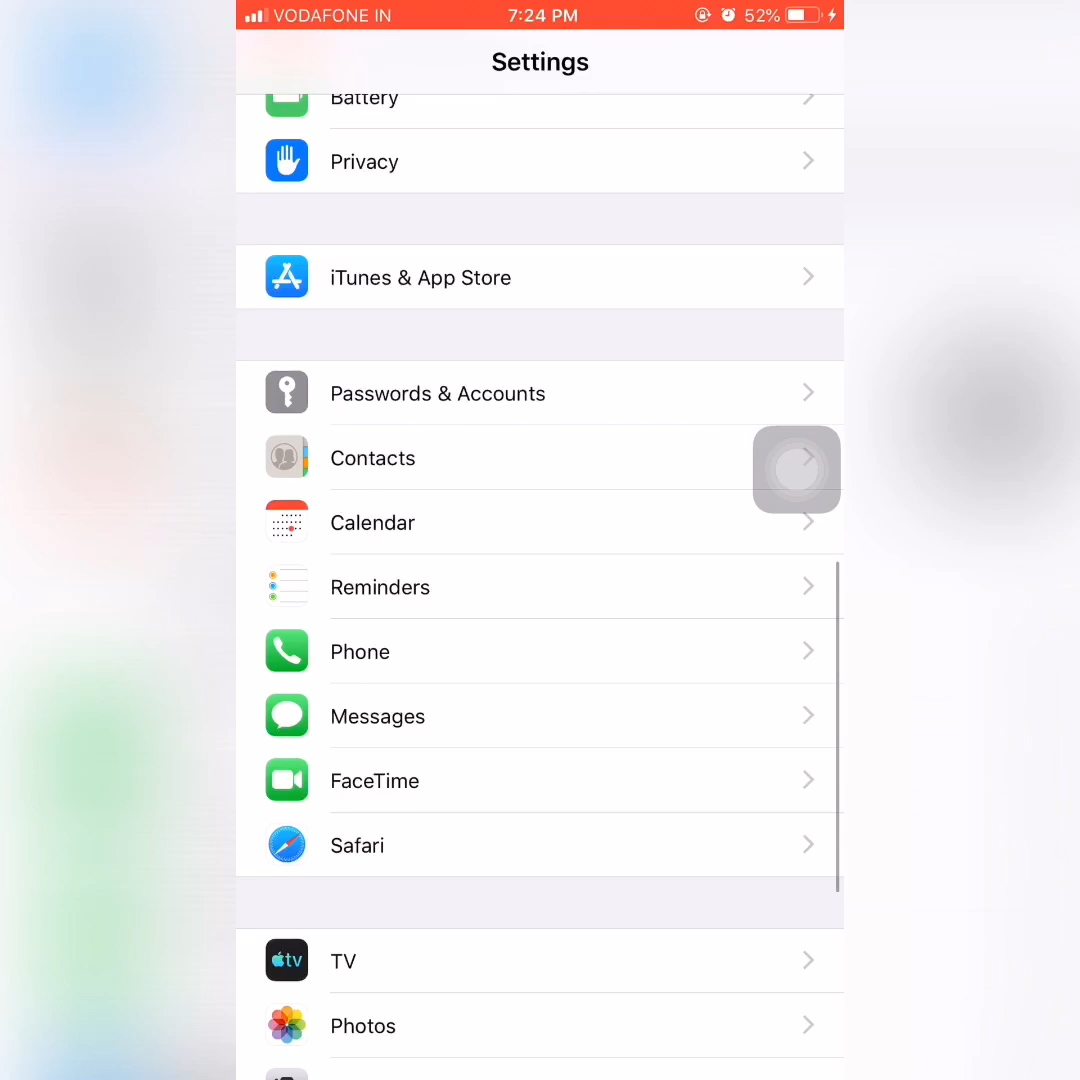 VODAFONE IN 7:24 PM 52%
Settings
Battery
Privacy
iTunes & App Store
Passwords & Accounts
Contacts
Calendar
Reminders
Phone
Messages
FaceTime
Safari
tv TV
Photos